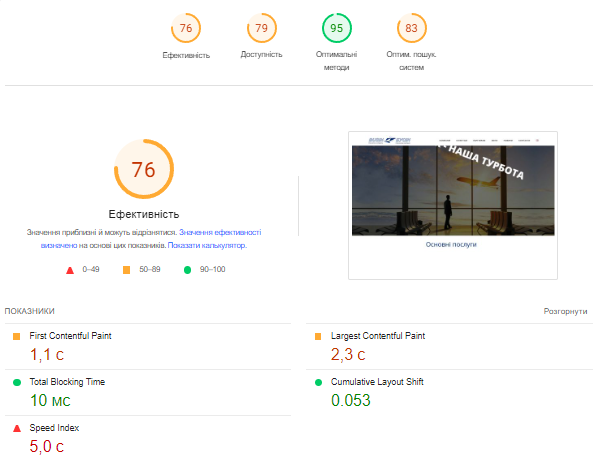 76
79
95
83
Ефективність
Доступність
Оптимальні
методи
Оптим. пошук.
систем
76
Ефективність
Значення приблизні й можуть відрізнятися. Значення ефективності
визначено на основі цих показників. Показати калькулятор.
0–49
50–89
90–100
НАША ТУРБОТА
Основні послуги
ПОКАЗНИКИ
Розгорнути
First Contentful Paint
1,1 с
Largest Contentful Paint
2,3 с
Total Blocking Time
10 мс
Cumulative Layout Shift
0.053
Speed Index
5,0 с